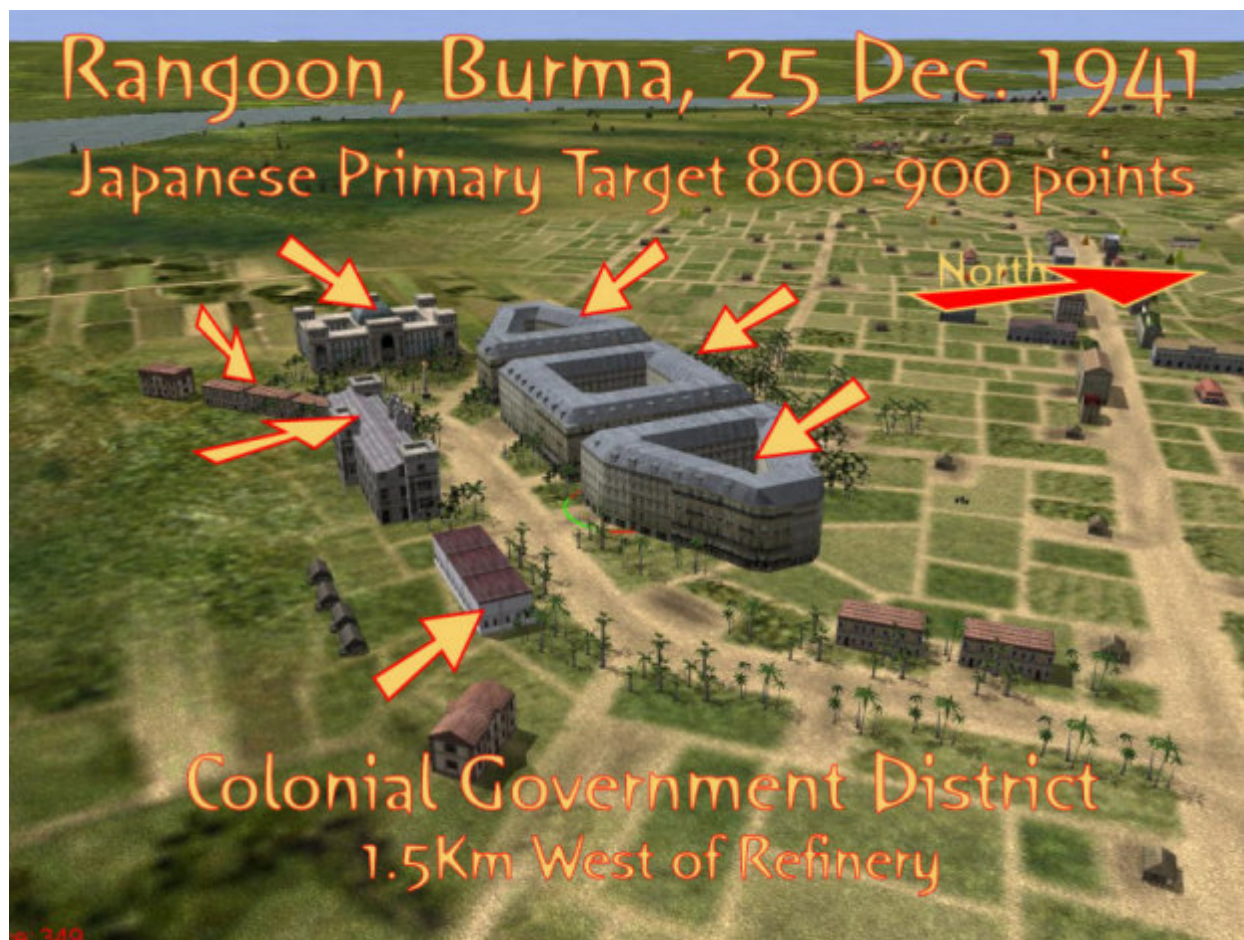 Rangoon, Burma, 25 Dec. 1941
Japanese Primary Target 800-900 points
North
Colonial Government District
1.5Km West of Refinery
349